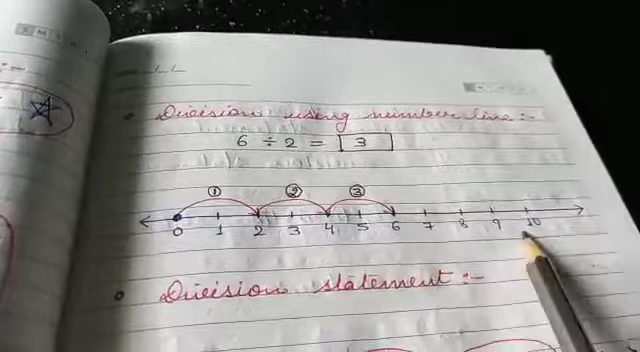 Division using number line :-
6 ÷ 2 = 3
① ② ③
0 1 2 3 4 5 6 7 8 9 10
Division statement :-